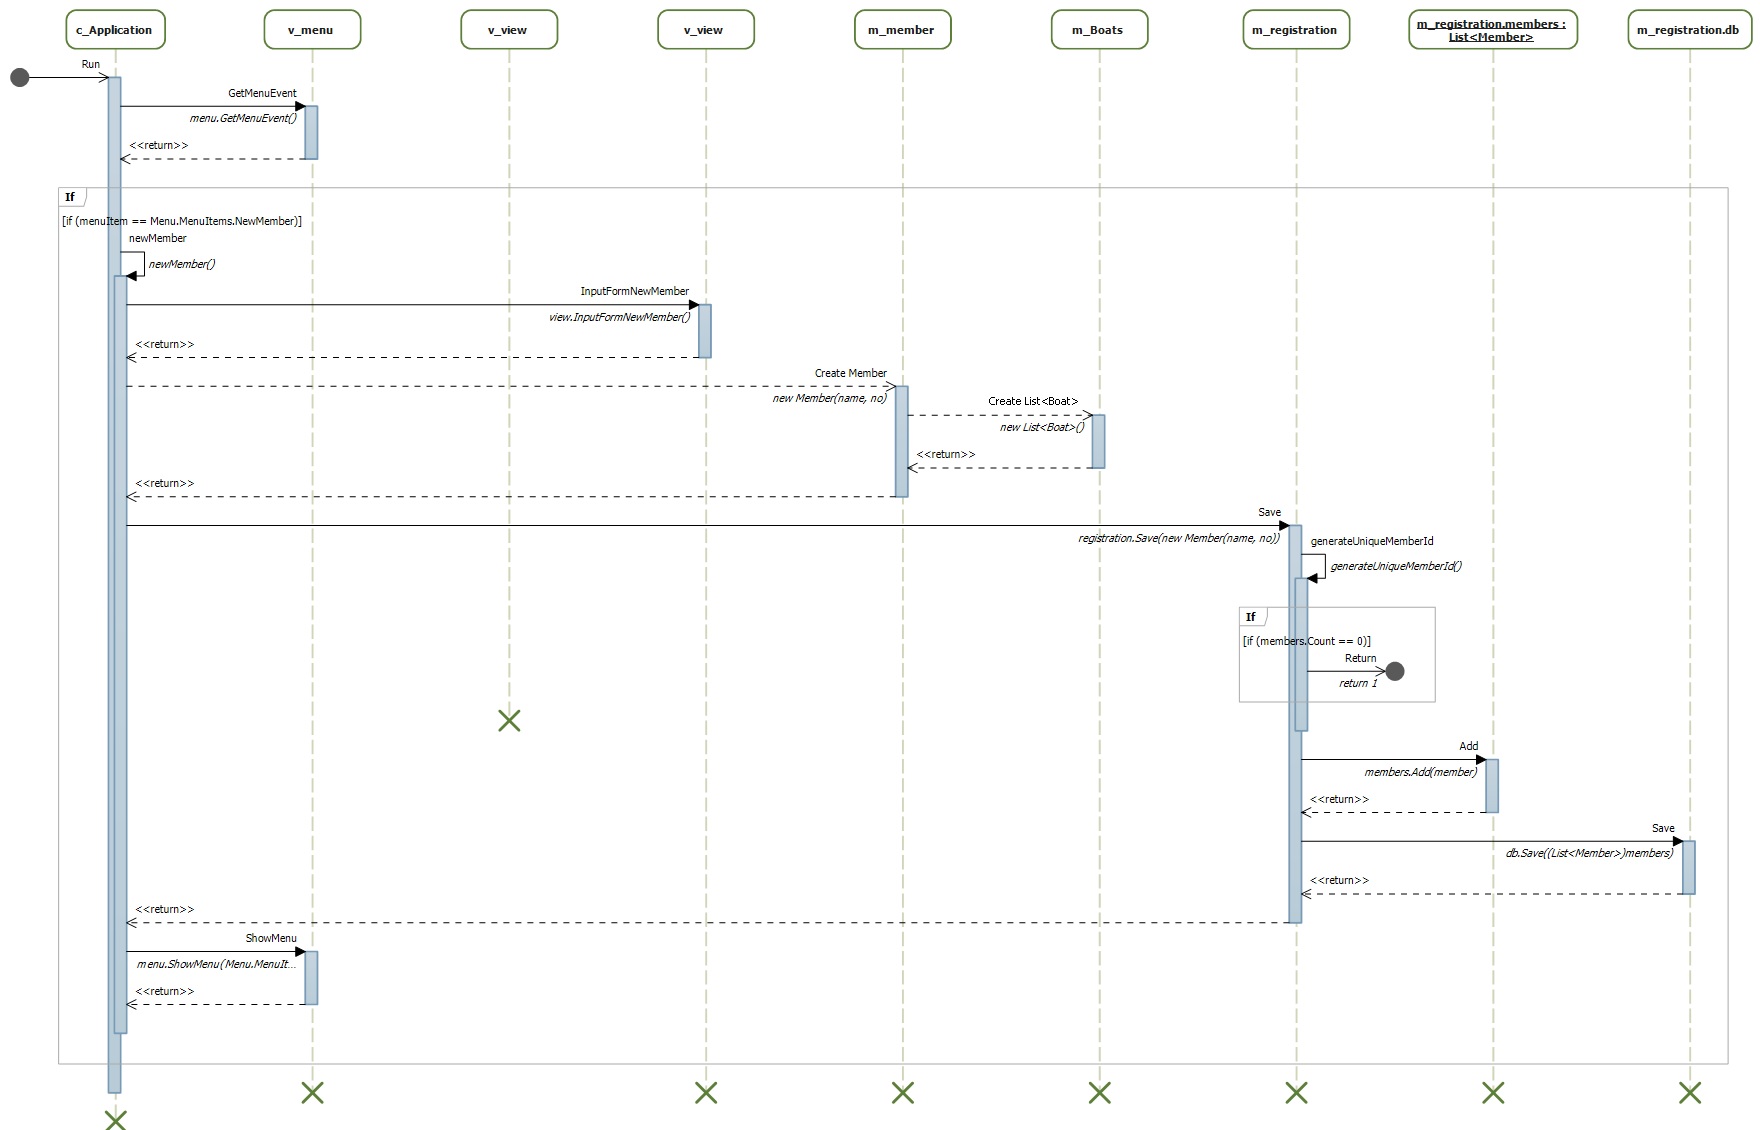 c_Application
v_menu
v_view
v_view
m_member
m_Boats
m_registration
m_registration.members :
List<Member>
m_registration.db
Run
GetMenuEvent
menu.GetMenuEvent()
<<return>>
If
[if (menuItem == Menu.MenuItems.NewMember)]
newMember
newMember()
InputFormNewMember
view.InputFormNewMember()
<<return>>
Create Member
new Member(name, no)
Create List<Boat>
new List<Boat>()
<<return>>
<<return>>
Save
registration.Save(new Member(name, no))
generateUniqueMemberId
generateUniqueMemberId()
If
[if (members.Count == 0)]
Return
return 1
Add
members.Add(member)
<<return>>
Save
db.Save((List<Member>)members)
<<return>>
<<return>>
ShowMenu
menu.ShowMenu(Menu.MenuIt...
<<return>>